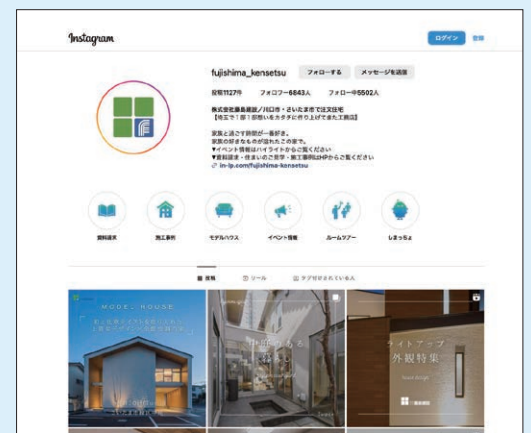 Instagram
ログイン 登録
fujishima_kensetsu フォローする メッセージを送信
投稿1127件 フォロワー6843人 フォロー中5502人
株式会社藤島建設／川口市・さいたま市で注文住宅
【埼玉で1邸1邸想いをカタチに作り上げてきた工務店】
家族と過ごす時間が一番好き。
家族の好きなものが溢れたこの家で。
▼イベント情報はハイライトからご覧ください
▼資料請求・住まいのご見学・施工事例はHPからご覧ください
in-lp.com/fujishima-kensetsu
資料請求 施工事例 モデルハウス イベント情報 ルームツアー しまっちょ
投稿 リール タグ付けされている人
MODEL HOUSE
中庭のある
暮らし
ライトアップ
外観特集